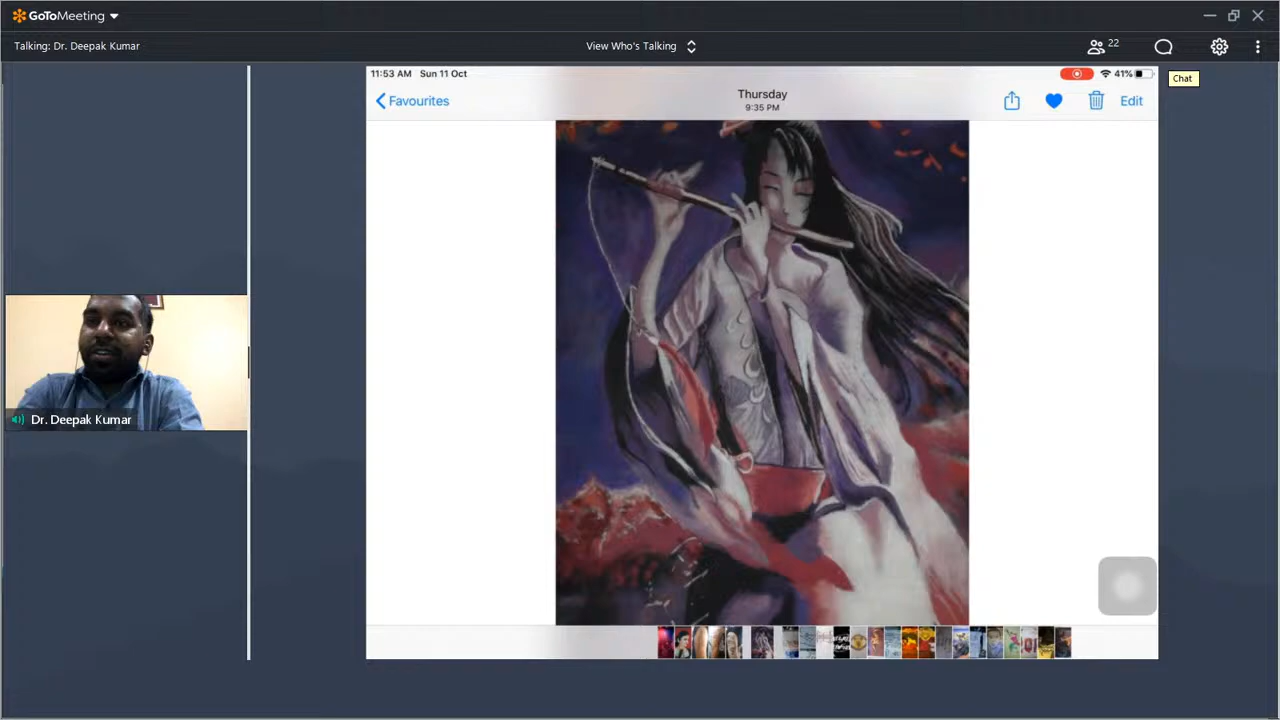 GoToMeeting
Talking: Dr. Deepak Kumar
View Who's Talking
22
Chat
11:53 AM Sun 11 Oct
41%
Favourites
Thursday
9:35 PM
Edit
Dr. Deepak Kumar